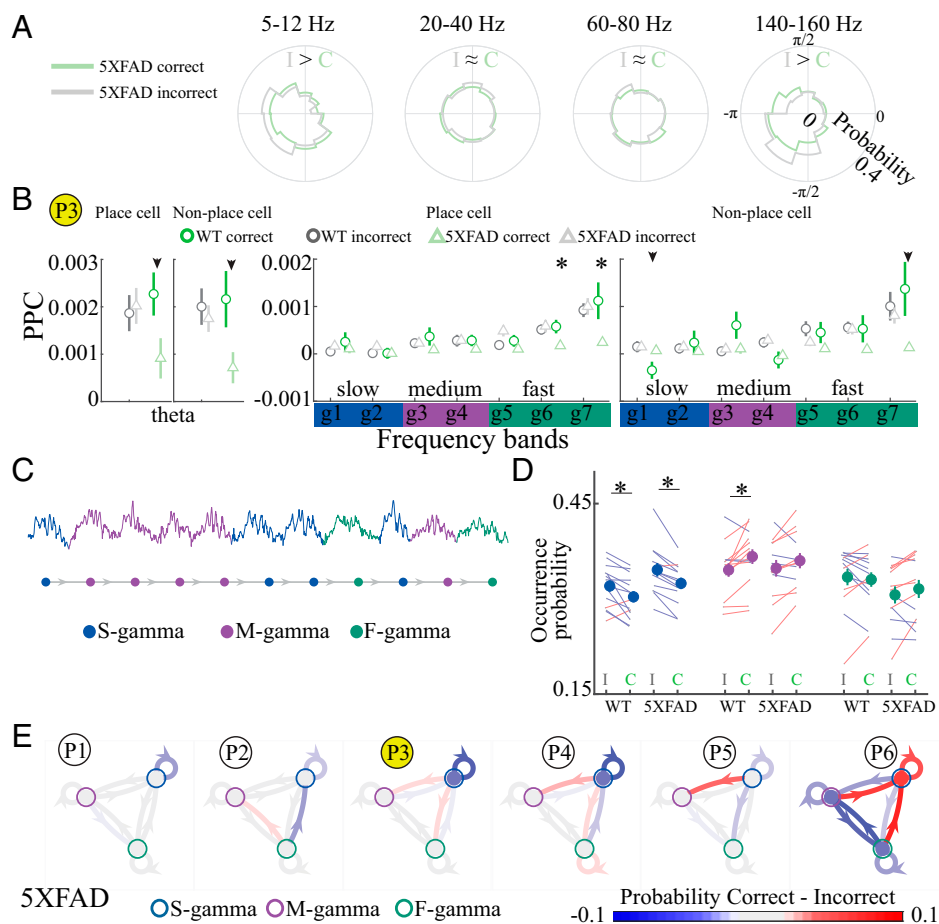 A
5-12 Hz
20-40 Hz
60-80 Hz
140-160 Hz
5XFAD correct
5XFAD incorrect
I > C
I ≈ C
I ≈ C
I > C
π/2
-π
0
0
-π/2
Probability
0.4
B
P3
Place cell
Non-place cell
Place cell
Non-place cell
WT correct
WT incorrect
5XFAD correct
5XFAD incorrect
PPC
0.003
0.002
0.001
0
theta
0.002
0.001
0
-0.001
* *
slow medium fast
g1 g2 g3 g4 g5 g6 g7
slow medium fast
g1 g2 g3 g4 g5 g6 g7
Frequency bands
C
S-gamma M-gamma F-gamma
D
Occurrence
probability
0.45
0.15
* * *
I C I C I C I C I C I C
WT 5XFAD WT 5XFAD WT 5XFAD
E
P1 P2 P3 P4 P5 P6
5XFAD
S-gamma M-gamma F-gamma
Probability Correct - Incorrect
-0.1 0.1